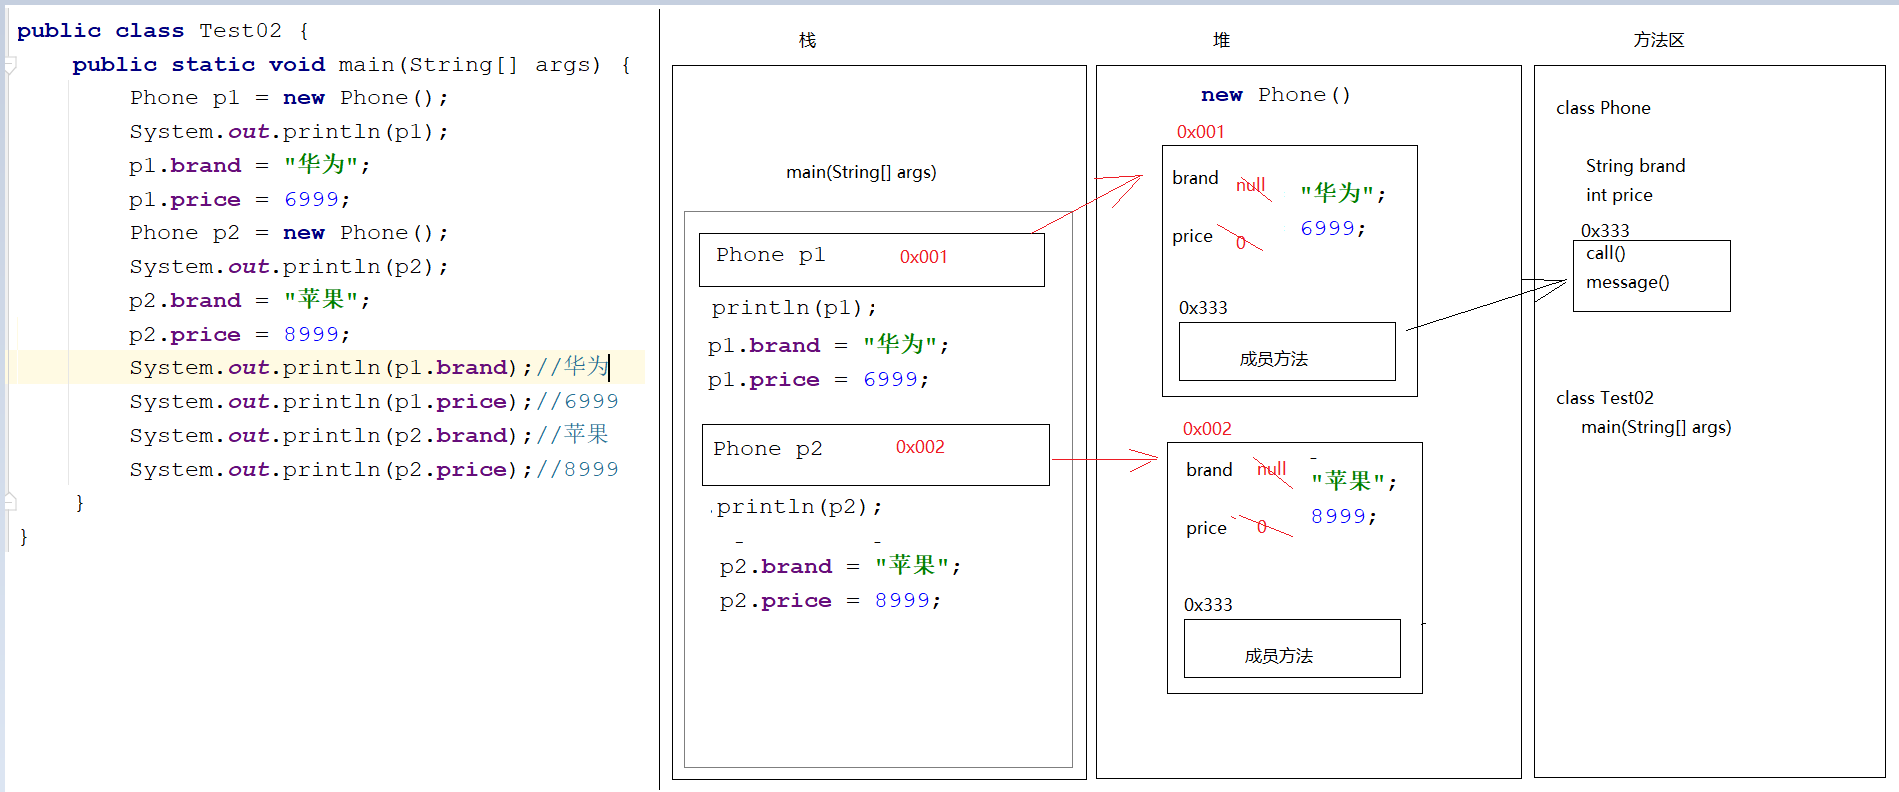 public class Test02 {
public static void main(String[] args) {
Phone p1 = new Phone();
System.out.println(p1);
p1.brand = "华为";
p1.price = 6999;
Phone p2 = new Phone();
System.out.println(p2);
p2.brand = "苹果";
p2.price = 8999;
System.out.println(p1.brand);//华为
System.out.println(p1.price);//6999
System.out.println(p2.brand);//苹果
System.out.println(p2.price);//8999
}
}
栈
main(String[] args)
Phone p1 0x001
println(p1);
p1.brand = "华为";
p1.price = 6999;
Phone p2 0x002
.println(p2);
p2.brand = "苹果";
p2.price = 8999;
堆
new Phone()
0x001
brand null "华为";
price 0 6999;
0x333
成员方法
0x002
brand null "苹果";
price 0 8999;
0x333
成员方法
方法区
class Phone
String brand
int price
0x333
call()
message()
class Test02
main(String[] args)